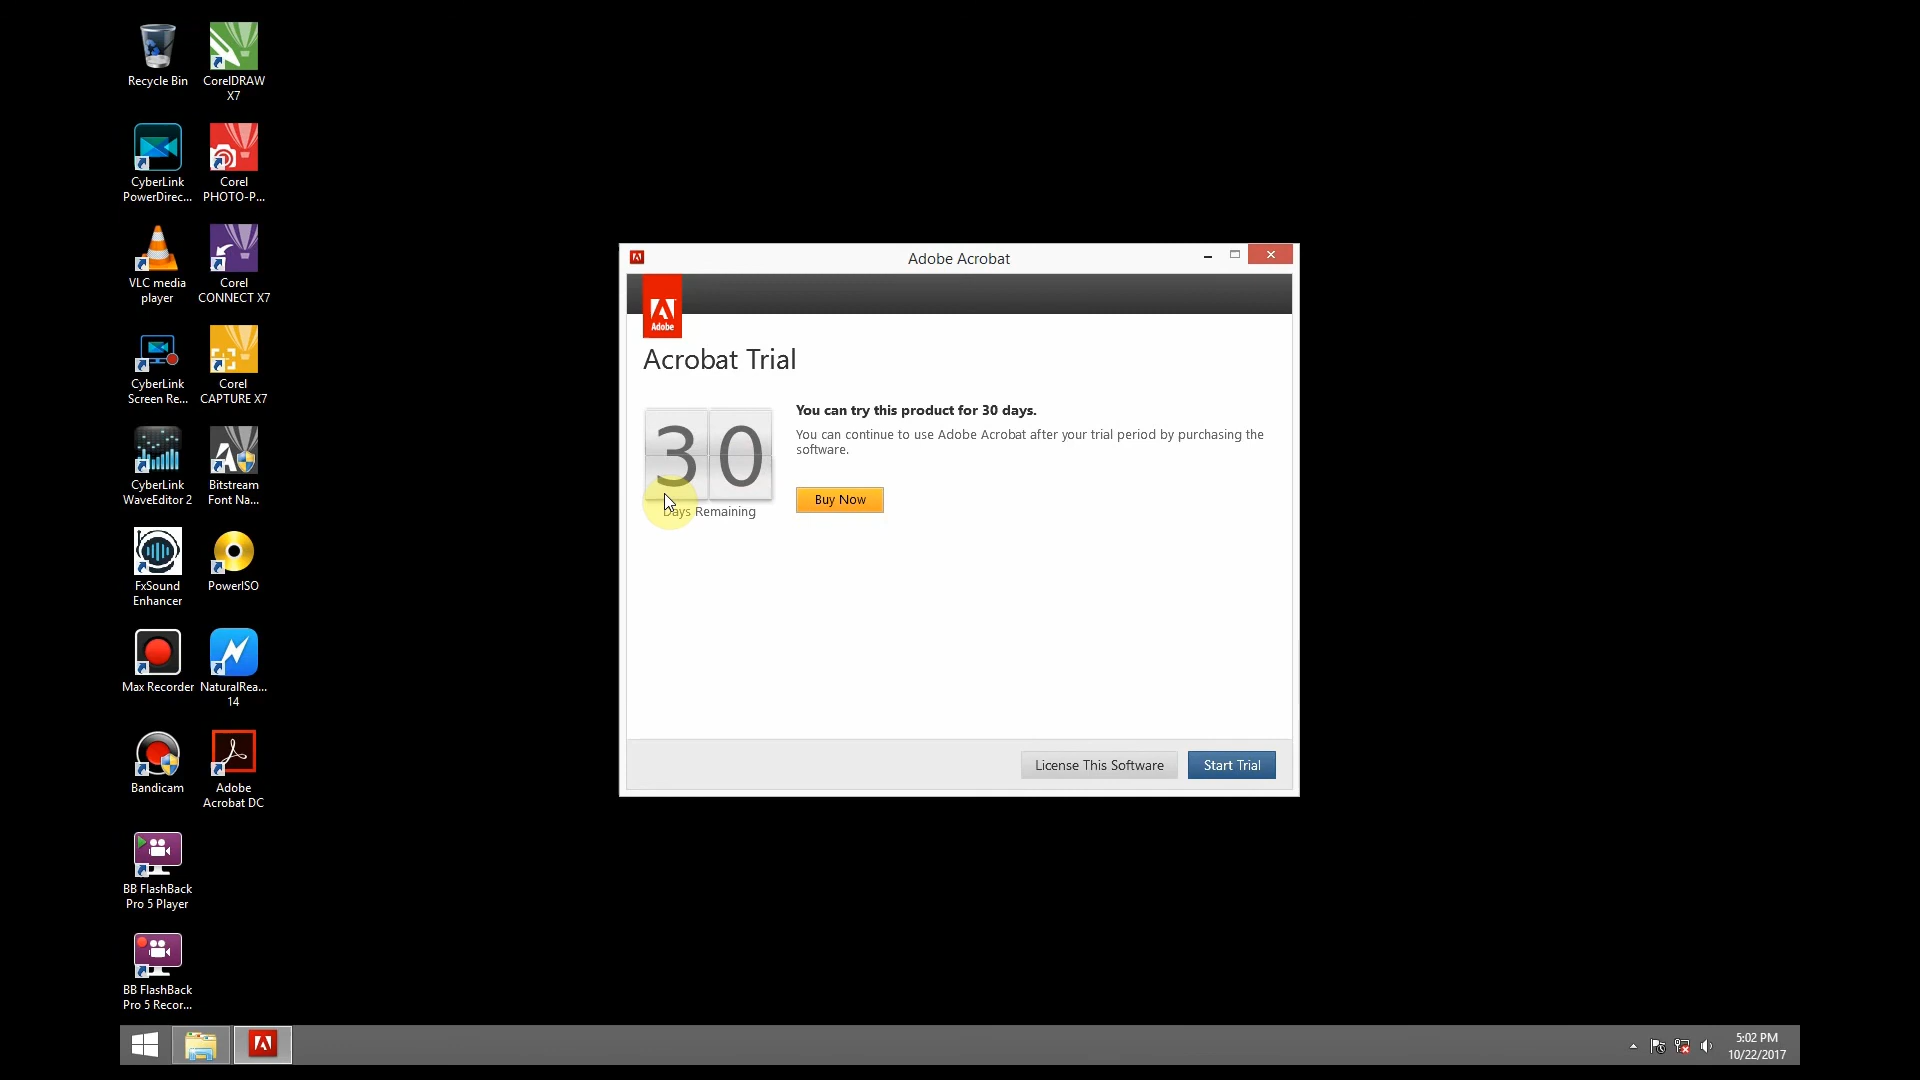 Recycle Bin
CorelDRAW
X7
CyberLink
PowerDirec...
Corel
PHOTO-P...
VLC media
player
Corel
CONNECT X7
CyberLink
Screen Re...
Corel
CAPTURE X7
CyberLink
WaveEditor 2
Bitstream
Font Na...
FxSound
Enhancer
PowerISO
Max Recorder
NaturalRea...
14
Bandicam
Adobe
Acrobat DC
BB FlashBack
Pro 5 Player
BB FlashBack
Pro 5 Recor...
Adobe Acrobat
Adobe
Acrobat Trial
30
Days Remaining
You can try this product for 30 days.
You can continue to use Adobe Acrobat after your trial period by purchasing the
software.
Buy Now
License This Software
Start Trial
5:02 PM
10/22/2017